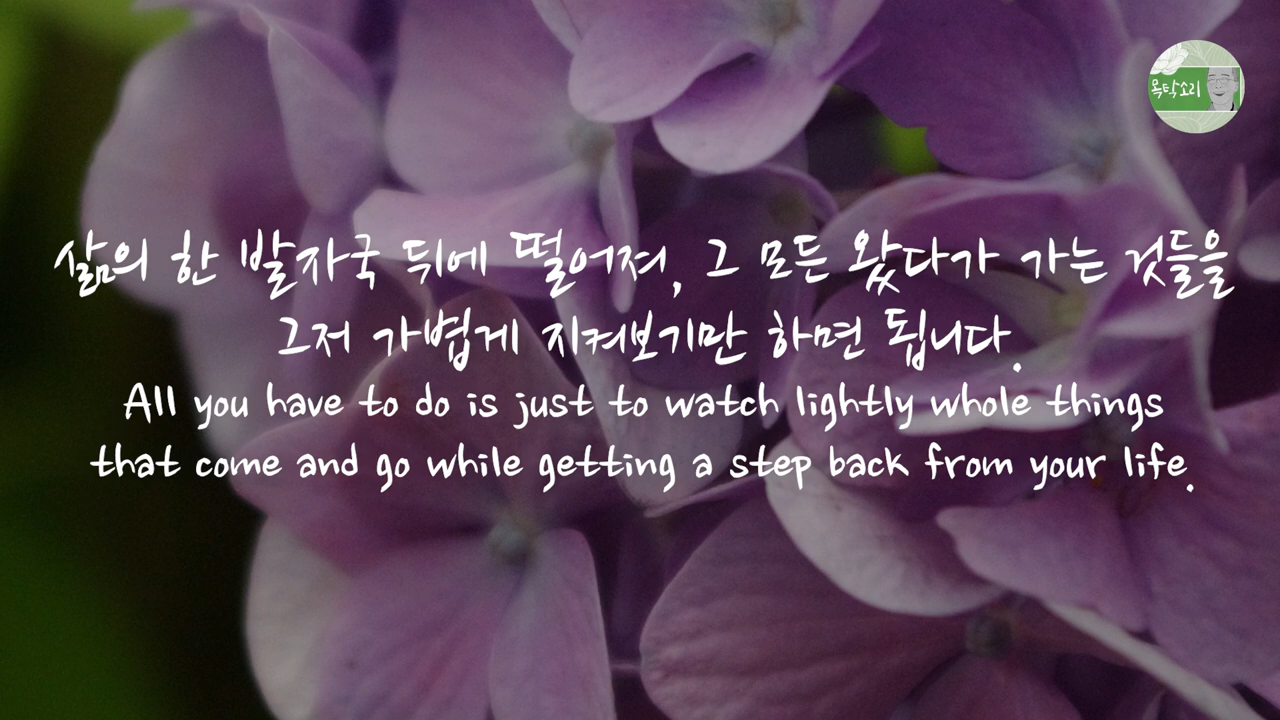 목탁소리
삶의 한 발자국 뒤에 떨어져, 그 모든 왔다가 가는 것들을
그저 가볍게 지켜보기만 하면 됩니다.
All you have to do is just to watch lightly whole things
that come and go while getting a step back from your life.